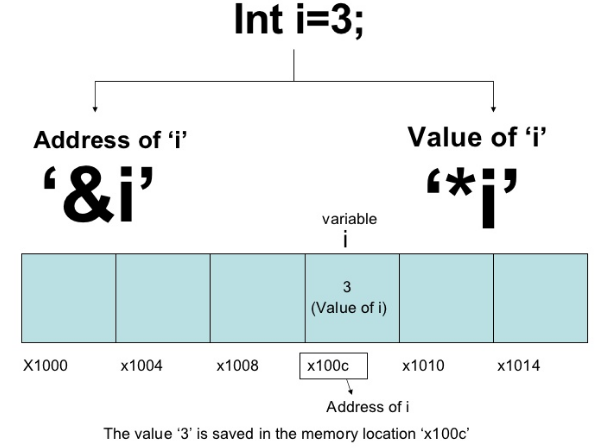 Int i=3;
Address of ‘i’
Value of ‘i’
‘&i’
‘*i’
variable
i
3
(Value of i)
X1000 x1004 x1008 x100c x1010 x1014
Address of i
The value ‘3’ is saved in the memory location ‘x100c’